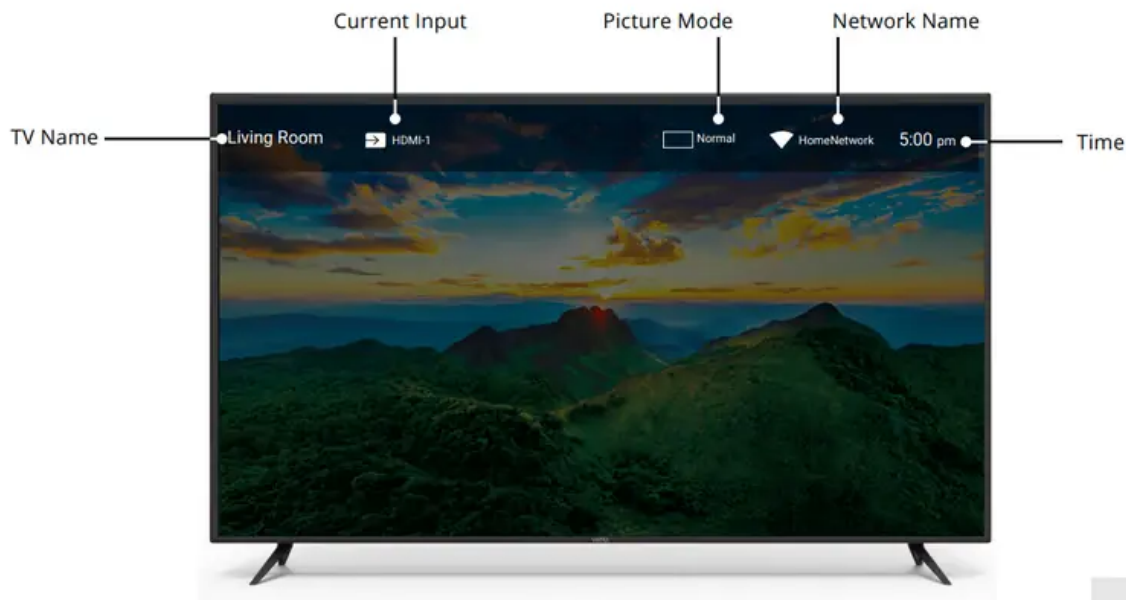 Current Input
Picture Mode
Network Name
TV Name
Living Room
HDMI-1
Normal
HomeNetwork
5:00 pm
Time